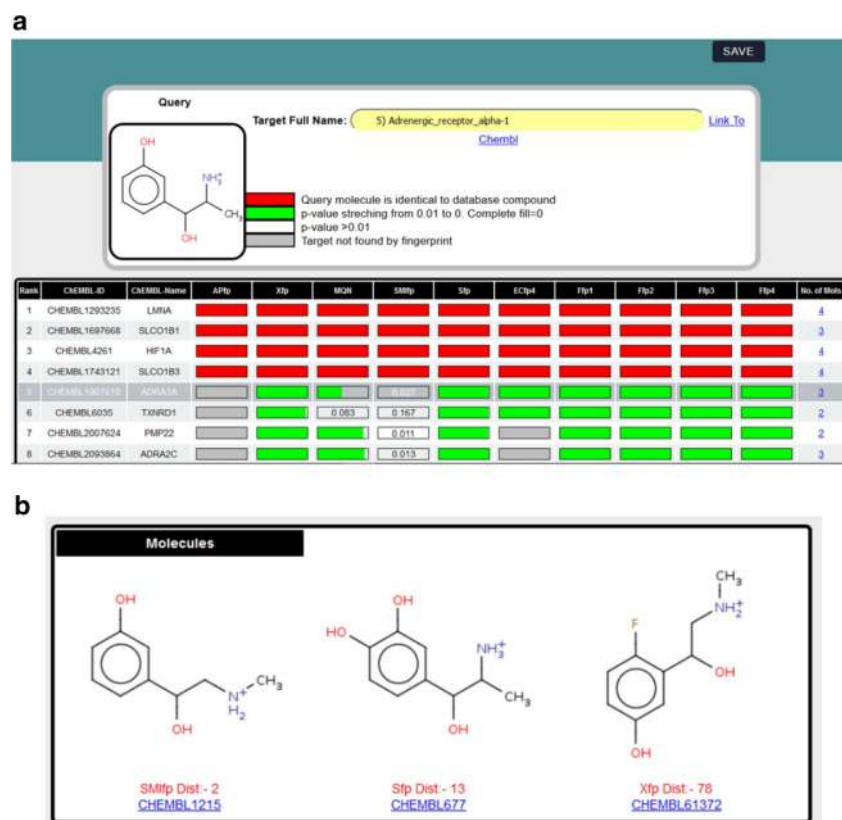 a
SAVE
Query
Target Full Name: 5) Adrenergic_receptor_alpha-1 Link To
Chembl
OH
NH3+
CH3
OH
Query molecule is identical to database compound
p-value streching from 0.01 to 0. Complete fill=0
p-value >0.01
Target not found by fingerprint
Rank ChEMBL-ID ChEMBL-Name APfp Xfp MQN SMIfp Sfp ECfp4 Ffp1 Ffp2 Ffp3 Ffp4 No. of Mols
1 CHEMBL1293235 LMNA 4
2 CHEMBL1697668 SLCO1B1 3
3 CHEMBL4261 HIF1A 4
4 CHEMBL1743121 SLCO1B3 4
5 ADRA1A 0.027 3
6 CHEMBL6035 TXNRD1 0.083 0.167 2
7 CHEMBL2007624 PMP22 0.011 2
8 CHEMBL2093864 ADRA2C 0.013 3
b
Molecules
OH
CH3
N+
H2
OH
OH
HO
NH3+
CH3
OH
CH3
NH2+
F
OH
OH
SMIfp Dist:- 2 Sfp Dist:- 13 Xfp Dist:- 78
CHEMBL1215 CHEMBL677 CHEMBL61372